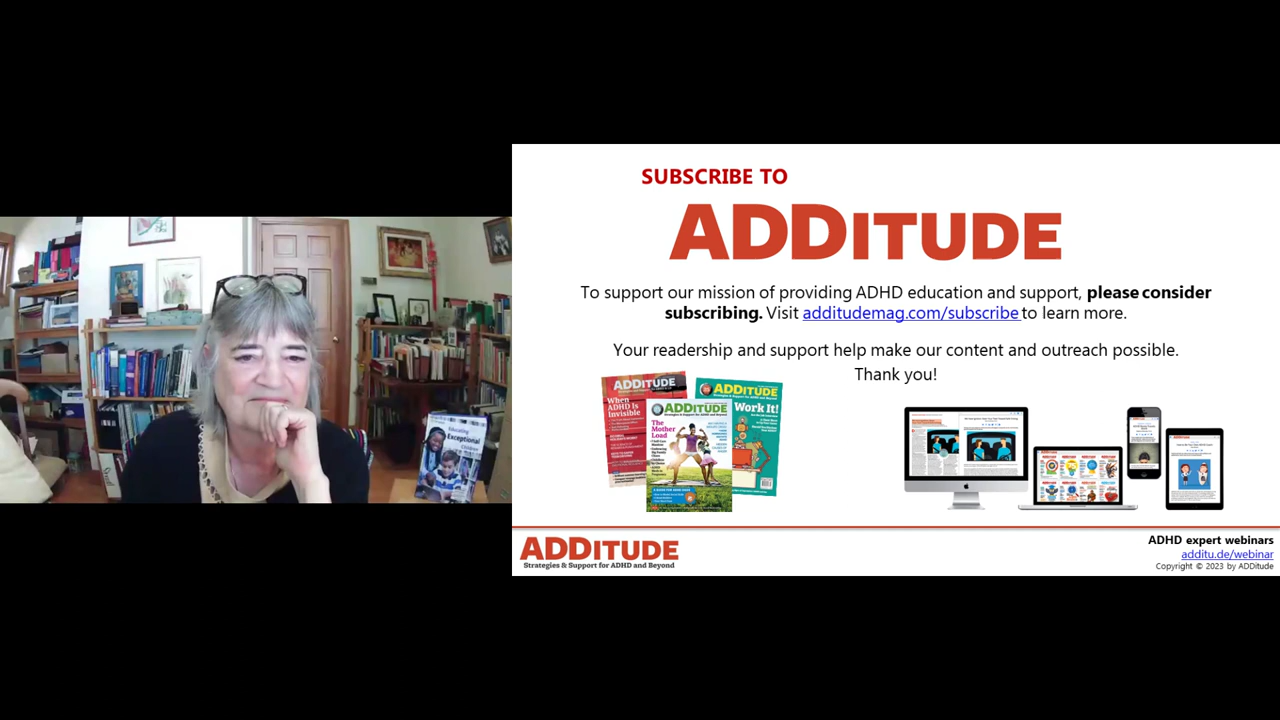 SUBSCRIBE TO
ADDITUDE
To support our mission of providing ADHD education and support, please consider
subscribing. Visit additudemag.com/subscribe to learn more.
Your readership and support help make our content and outreach possible.
Thank you!
ADDITUDE
When
ADHD Is
Invisible
ADDITUDE
The
Mother
Load
ADDITUDE
Work It!
Educating
Exceptional
Children
ADDITUDE
Strategies & Support for ADHD and Beyond
ADHD expert webinars
additu.de/webinar
Copyright © 2023 by ADDitude